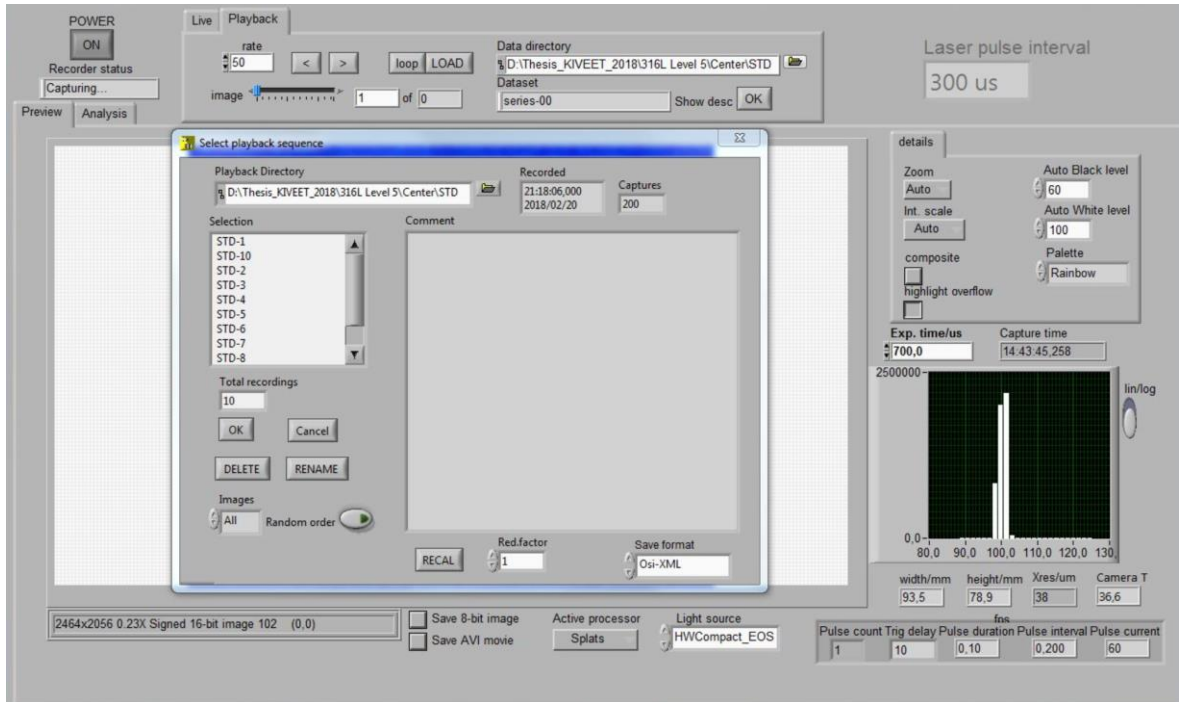 POWER
ON
Recorder status
Capturing...
Live Playback
rate
50
< >
loop LOAD
image
1 of 0
Data directory
D:\Thesis_KIVEET_2018\316L Level 5\Center\STD
Dataset
series-00
Show desc OK
Laser pulse interval
300 us
Preview Analysis
Select playback sequence
Playback Directory
D:\Thesis_KIVEET_2018\316L Level 5\Center\STD
Recorded
21:18:06,000
2018/02/20
Captures
200
Selection
STD-1
STD-10
STD-2
STD-3
STD-4
STD-5
STD-6
STD-7
STD-8
Comment
Total recordings
10
OK Cancel
DELETE RENAME
Images
All Random order
RECAL
Red.factor
1
Save format
Osi-XML
details
Zoom
Auto
Auto Black level
60
Int. scale
Auto
Auto White level
100
composite
Palette
Rainbow
highlight overflow
Exp. time/us
700,0
Capture time
14:43:45,258
2500000
0,0
80,0 90,0 100,0 110,0 120,0 130,
lin/log
width/mm height/mm Xres/um Camera T
93,5 78,9 38 36,6
2464x2056 0.23X Signed 16-bit image 102 (0,0)
Save 8-bit image
Save AVI movie
Active processor
Splats
Light source
HWCompact_EOS
fps
Pulse count Trig delay Pulse duration Pulse interval Pulse current
1 10 0,10 0,200 60